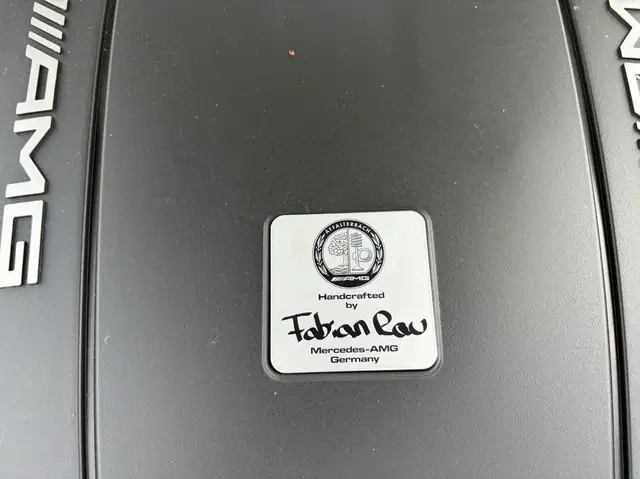 AMG
AFFALTERBACH
AMG
Handcrafted
by
Fabian Rau
Mercedes-AMG
Germany
AMG